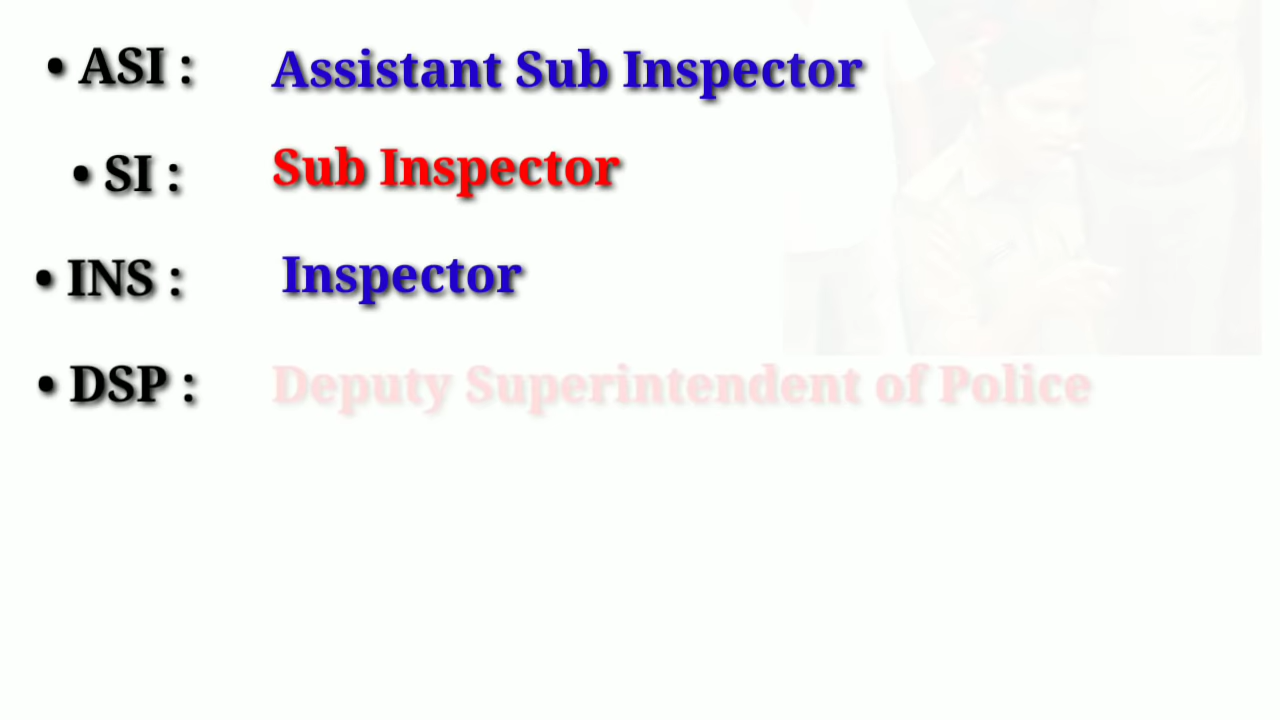 • ASI : Assistant Sub Inspector
• SI : Sub Inspector
• INS : Inspector
• DSP : Deputy Superintendent of Police